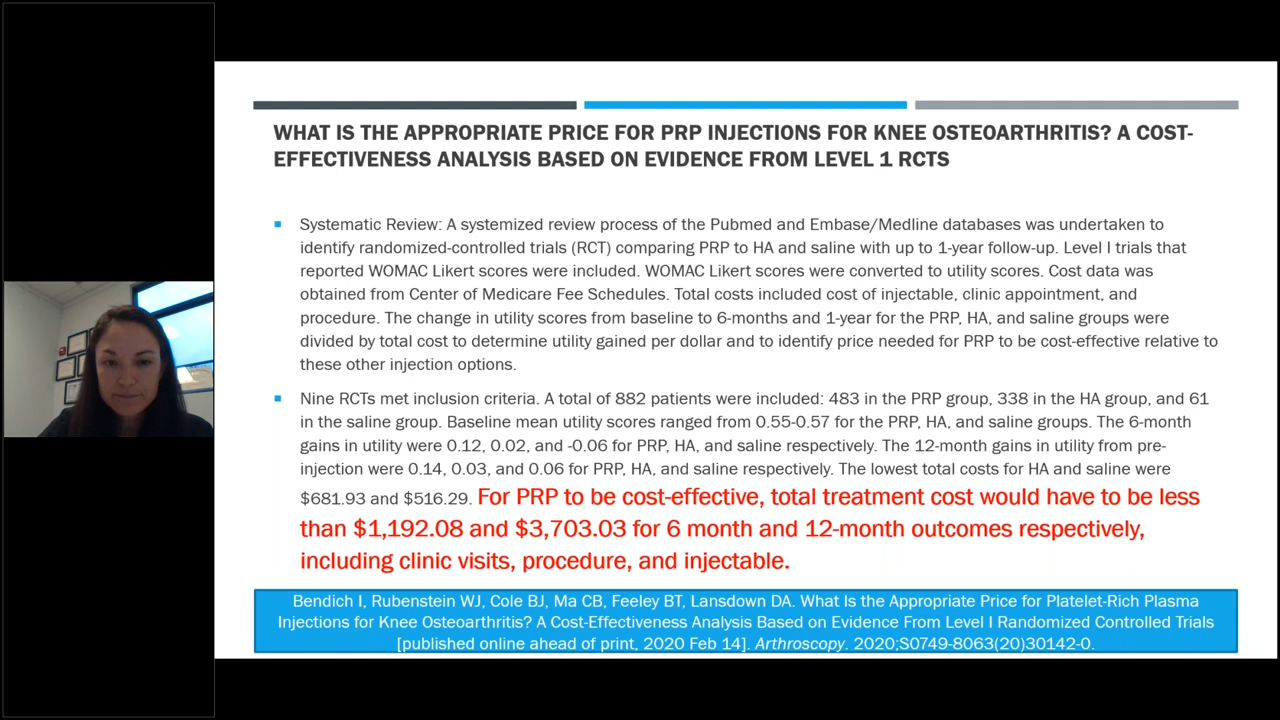 WHAT IS THE APPROPRIATE PRICE FOR PRP INJECTIONS FOR KNEE OSTEOARTHRITIS? A COST-
EFFECTIVENESS ANALYSIS BASED ON EVIDENCE FROM LEVEL 1 RCTS
Systematic Review: A systemized review process of the Pubmed and Embase/Medline databases was undertaken to
identify randomized-controlled trials (RCT) comparing PRP to HA and saline with up to 1-year follow-up. Level I trials that
reported WOMAC Likert scores were included. WOMAC Likert scores were converted to utility scores. Cost data was
obtained from Center of Medicare Fee Schedules. Total costs included cost of injectable, clinic appointment, and
procedure. The change in utility scores from baseline to 6-months and 1-year for the PRP, HA, and saline groups were
divided by total cost to determine utility gained per dollar and to identify price needed for PRP to be cost-effective relative to
these other injection options.
Nine RCTs met inclusion criteria. A total of 882 patients were included: 483 in the PRP group, 338 in the HA group, and 61
in the saline group. Baseline mean utility scores ranged from 0.55-0.57 for the PRP, HA, and saline groups. The 6-month
gains in utility were 0.12, 0.02, and -0.06 for PRP, HA, and saline respectively. The 12-month gains in utility from pre-
injection were 0.14, 0.03, and 0.06 for PRP, HA, and saline respectively. The lowest total costs for HA and saline were
$681.93 and $516.29. For PRP to be cost-effective, total treatment cost would have to be less
than $1,192.08 and $3,703.03 for 6 month and 12-month outcomes respectively,
including clinic visits, procedure, and injectable.
Bendich I, Rubenstein WJ, Cole BJ, Ma CB, Feeley BT, Lansdown DA. What Is the Appropriate Price for Platelet-Rich Plasma
Injections for Knee Osteoarthritis? A Cost-Effectiveness Analysis Based on Evidence From Level I Randomized Controlled Trials
[published online ahead of print, 2020 Feb 14]. Arthroscopy. 2020;S0749-8063(20)30142-0.